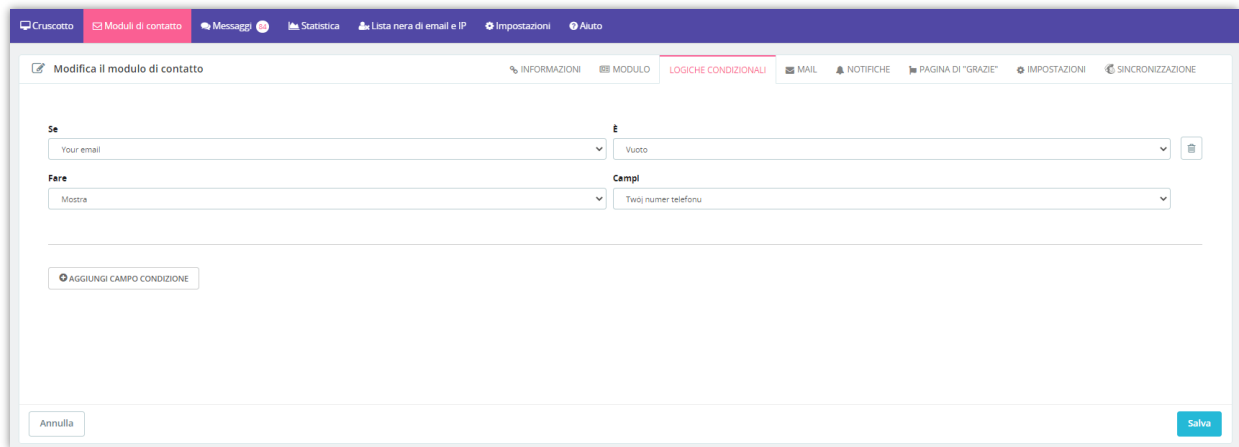 Cruscotto Moduli di contatto Messaggi 84 Statistica Lista nera di email e IP Impostazioni Aiuto
Modifica il modulo di contatto INFORMAZIONI MODULO LOGICHE CONDIZIONALI MAIL NOTIFICHE PAGINA DI "GRAZIE" IMPOSTAZIONI SINCRONIZZAZIONE
Se È
Your email Vuoto
Fare Campi
Mostra Twój numer telefonu
AGGIUNGI CAMPO CONDIZIONE
Annulla Salva